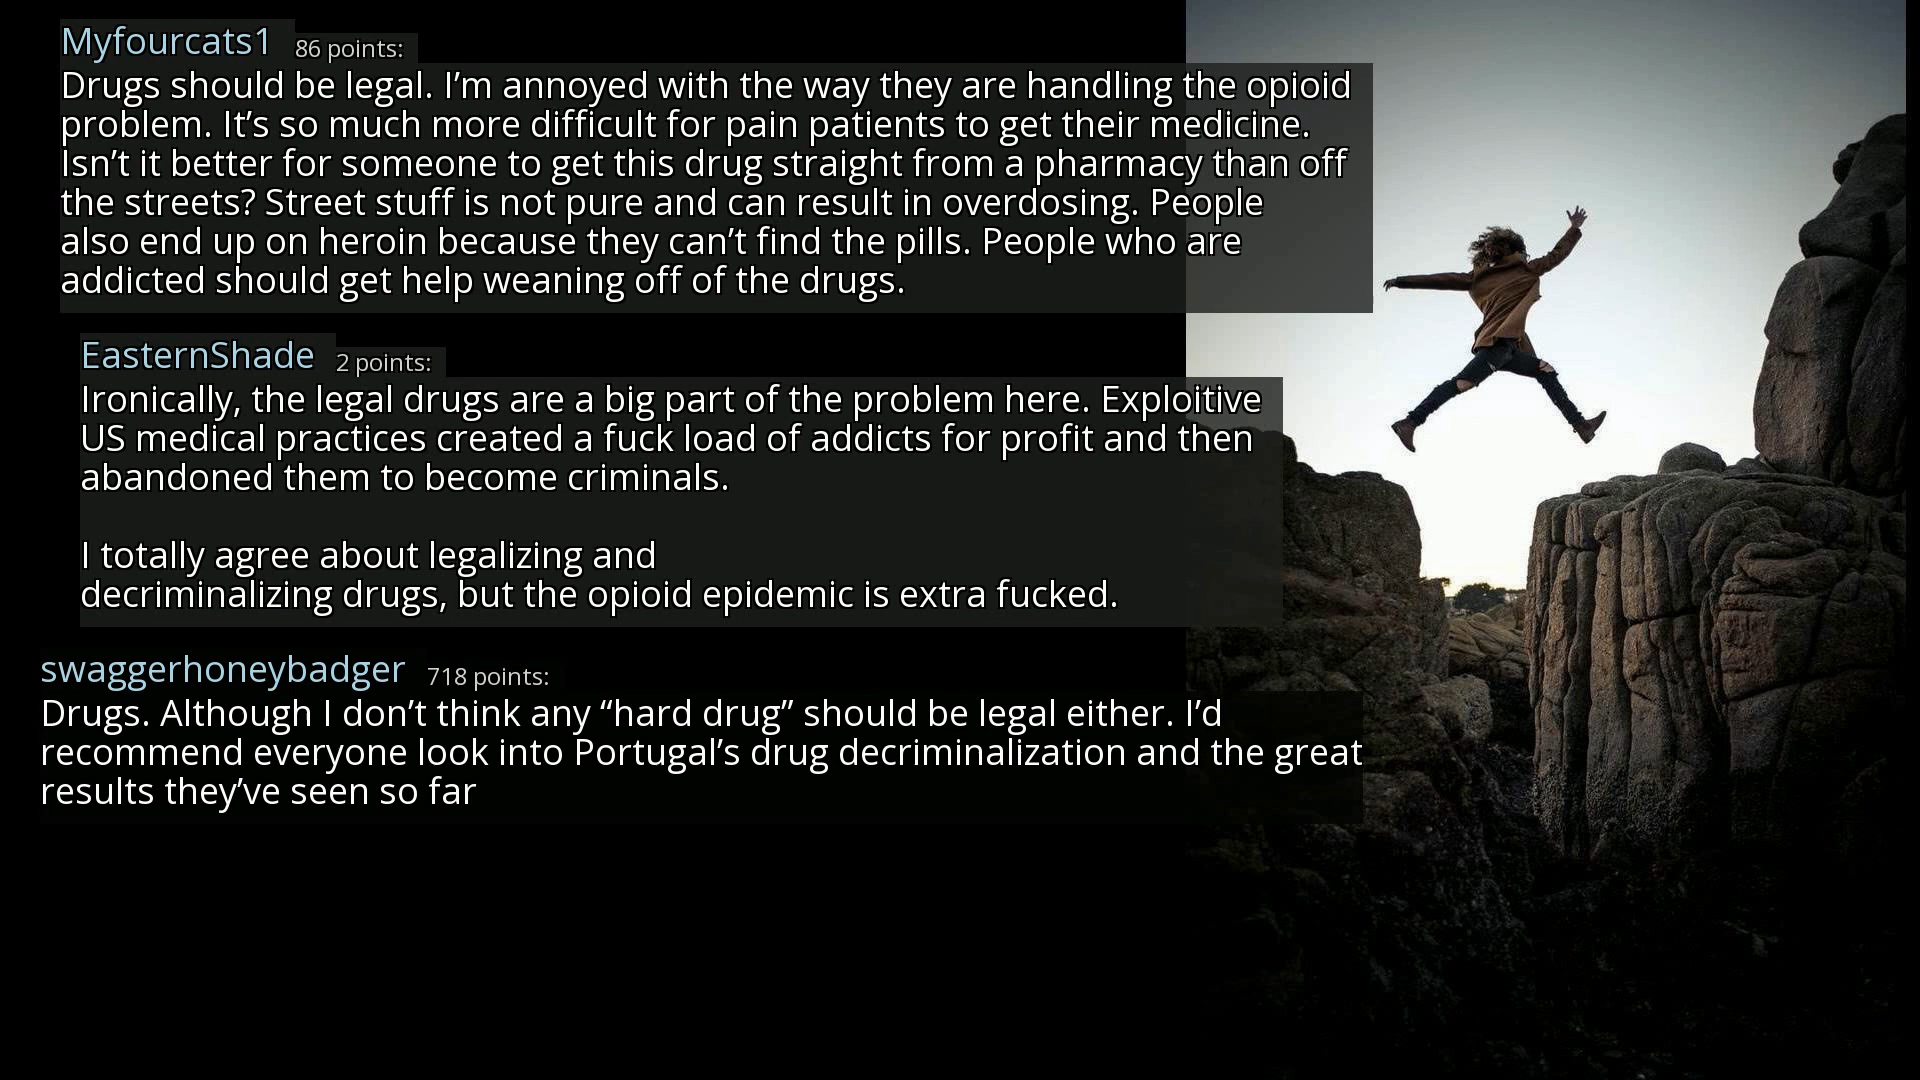 Myfourcats1 86 points:
Drugs should be legal. I’m annoyed with the way they are handling the opioid
problem. It’s so much more difficult for pain patients to get their medicine.
Isn’t it better for someone to get this drug straight from a pharmacy than off
the streets? Street stuff is not pure and can result in overdosing. People
also end up on heroin because they can’t find the pills. People who are
addicted should get help weaning off of the drugs.
EasternShade 2 points:
Ironically, the legal drugs are a big part of the problem here. Exploitive
US medical practices created a fuck load of addicts for profit and then
abandoned them to become criminals.
I totally agree about legalizing and
decriminalizing drugs, but the opioid epidemic is extra fucked.
swaggerhoneybadger 718 points:
Drugs. Although I don’t think any “hard drug” should be legal either. I’d
recommend everyone look into Portugal’s drug decriminalization and the great
results they’ve seen so far